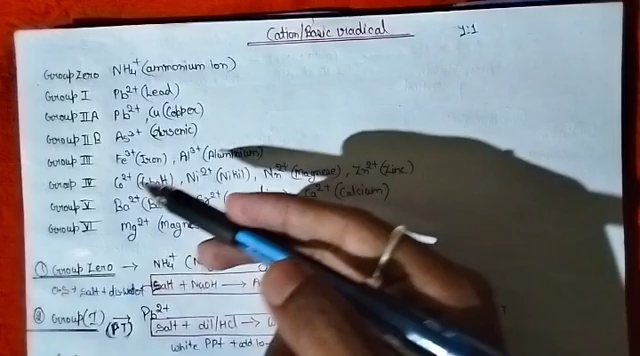 Cation/Basic radical
Group Zero NH4+ (ammonium Ion)
Group I Pb2+ (Lead)
Group II A Pb2+, Cu (Copper)
Group II B As3+ (Arsenic)
Group III Fe3+ (Iron), Al3+ (Aluminium)
Group IV Co2+ Ni2+ (Nikil), Nn2+ (Magnese), Zn2+ (Zinc)
Group V Ba2+ Ca2+ (Calcium)
Group VI Mg2+
① Group Zero → NH4+
Salt + NaOH →
② Group (I) → Pb2+
(PT) Salt + dil/Hcl →
white PPt + add